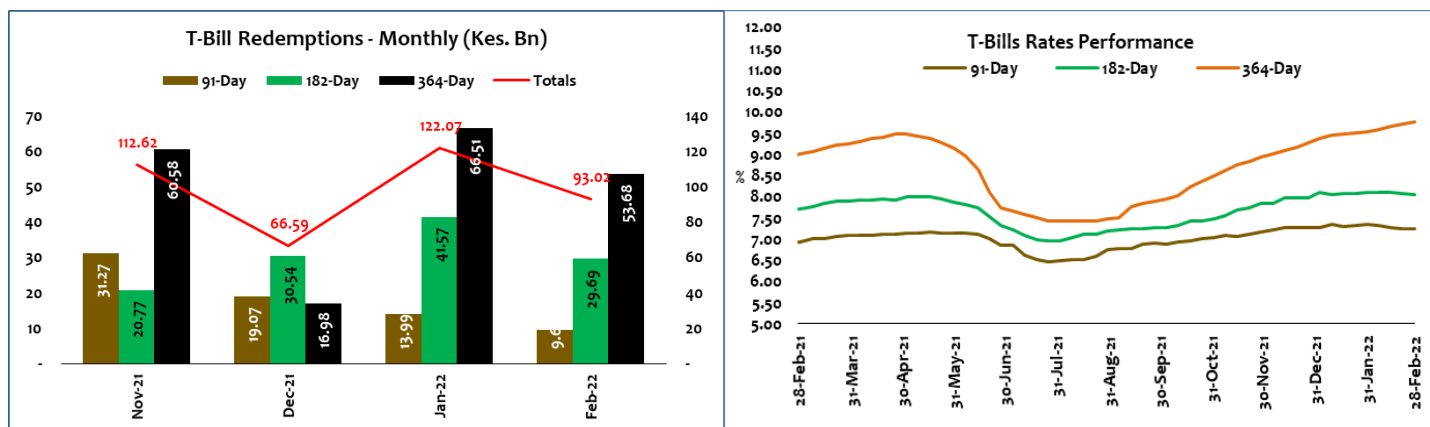 T-Bill Redemptions - Monthly (Kes. Bn)
91-Day 182-Day 364-Day Totals
70
60
50
40
30
20
10
-
140
120
100
80
60
40
20
-
112.62
66.59
122.07
93.02
31.27
20.77
60.58
19.07
30.54
16.98
13.99
41.57
66.51
29.69
53.68
Nov-21
Dec-21
Jan-22
Feb-22
T-Bills Rates Performance
91-Day 182-Day 364-Day
12.00
11.50
11.00
10.50
10.00
9.50
9.00
8.50
8.00
7.50
7.00
6.50
6.00
5.50
5.00
%
28-Feb-21
31-Mar-21
30-Apr-21
31-May-21
30-Jun-21
31-Jul-21
31-Aug-21
30-Sep-21
31-Oct-21
30-Nov-21
31-Dec-21
31-Jan-22
28-Feb-22